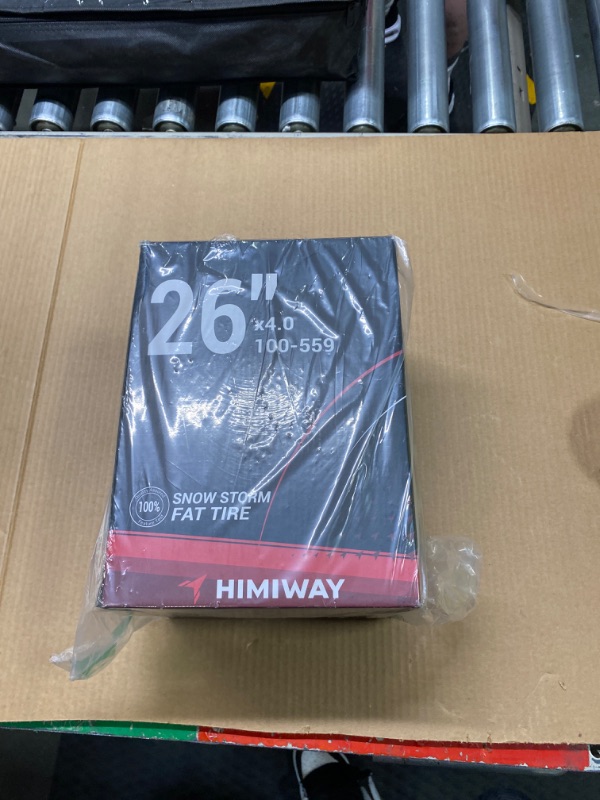 26"
x4.0
100-559
100%
SNOW STORM
FAT TIRE
HIMIWAY